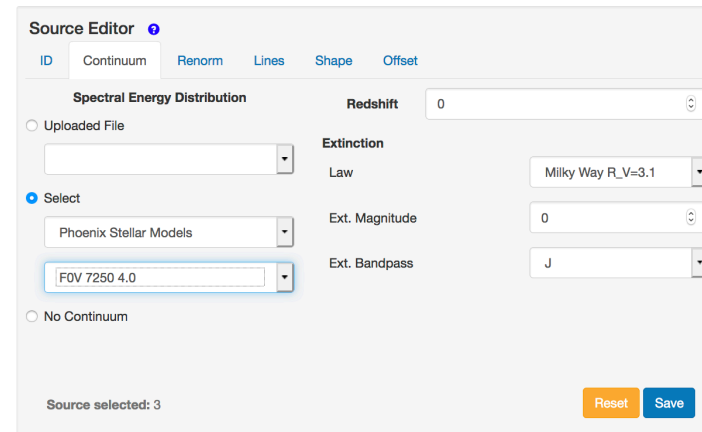 Source Editor ?
ID Continuum Renorm Lines Shape Offset
Spectral Energy Distribution
Uploaded File
Select
Phoenix Stellar Models
F0V 7250 4.0
No Continuum
Redshift 0
Extinction
Law Milky Way R_V=3.1
Ext. Magnitude 0
Ext. Bandpass J
Source selected: 3
Reset Save